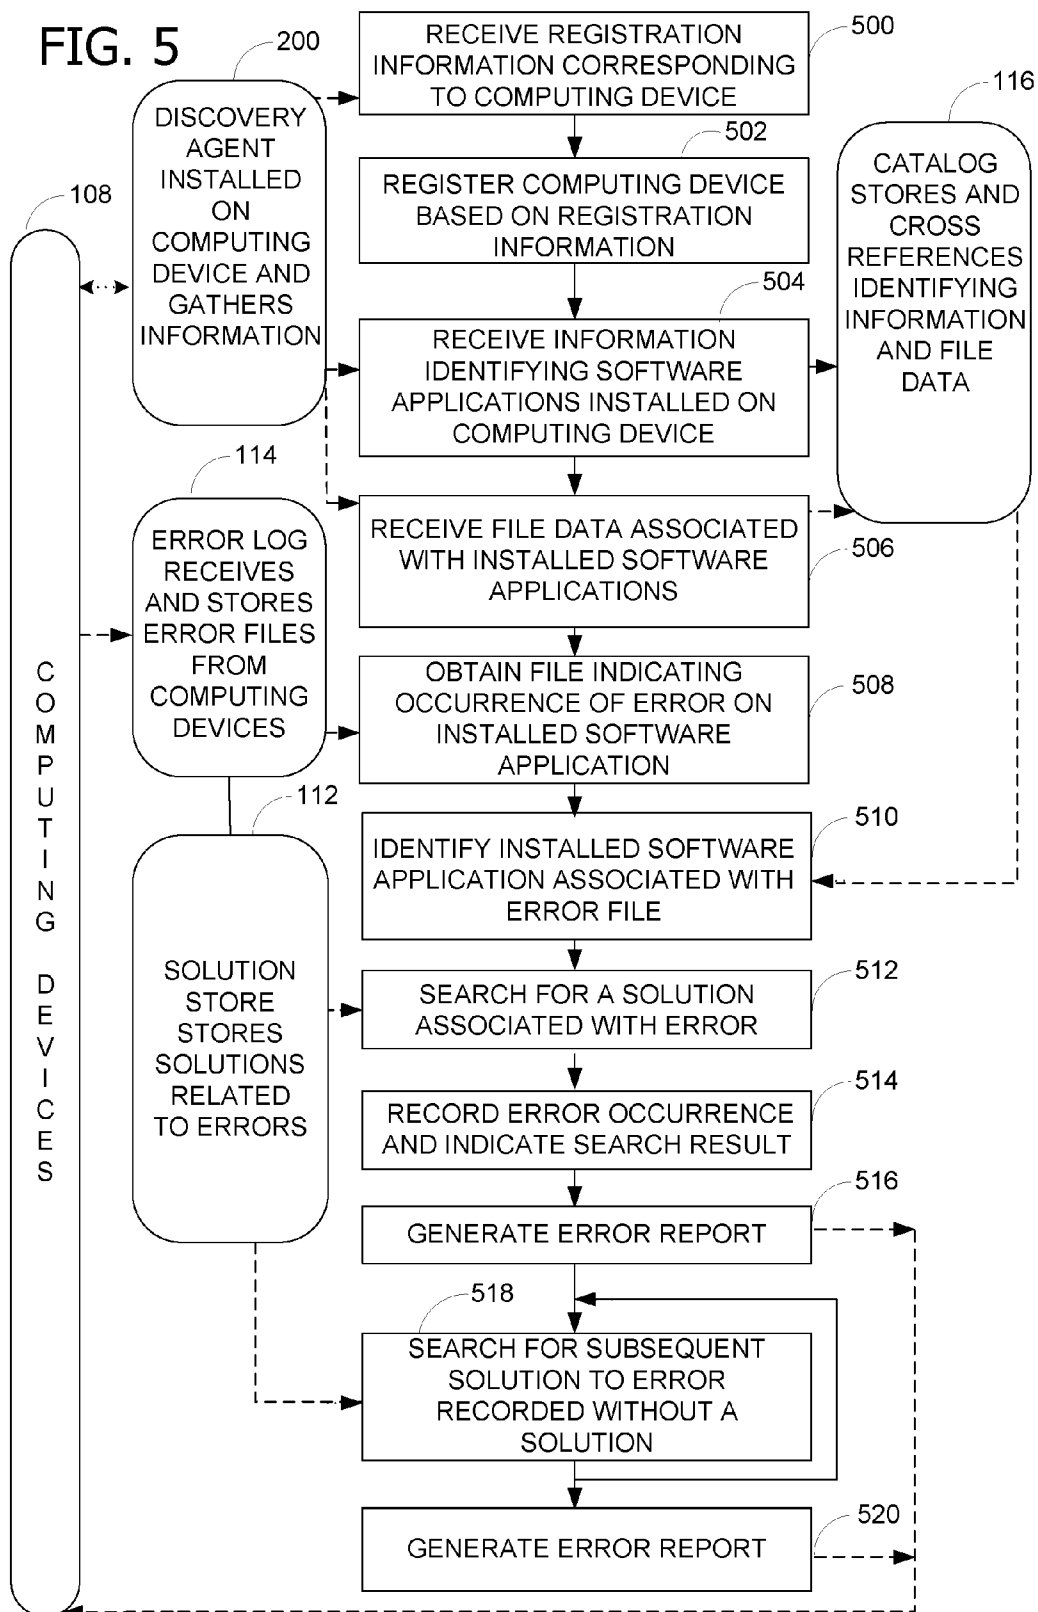 FIG. 5
200
DISCOVERY
AGENT
INSTALLED
ON
COMPUTING
DEVICE AND
GATHERS
INFORMATION
108
COMPUTING DEVICES
114
ERROR LOG
RECEIVES
AND STORES
ERROR FILES
FROM
COMPUTING
DEVICES
112
SOLUTION
STORE
STORES
SOLUTIONS
RELATED
TO ERRORS
500
RECEIVE REGISTRATION
INFORMATION CORRESPONDING
TO COMPUTING DEVICE
502
REGISTER COMPUTING DEVICE
BASED ON REGISTRATION
INFORMATION
504
RECEIVE INFORMATION
IDENTIFYING SOFTWARE
APPLICATIONS INSTALLED ON
COMPUTING DEVICE
116
CATALOG
STORES AND
CROSS
REFERENCES
IDENTIFYING
INFORMATION
AND FILE
DATA
506
RECEIVE FILE DATA ASSOCIATED
WITH INSTALLED SOFTWARE
APPLICATIONS
508
OBTAIN FILE INDICATING
OCCURRENCE OF ERROR ON
INSTALLED SOFTWARE
APPLICATION
510
IDENTIFY INSTALLED SOFTWARE
APPLICATION ASSOCIATED WITH
ERROR FILE
512
SEARCH FOR A SOLUTION
ASSOCIATED WITH ERROR
514
RECORD ERROR OCCURRENCE
AND INDICATE SEARCH RESULT
516
GENERATE ERROR REPORT
518
SEARCH FOR SUBSEQUENT
SOLUTION TO ERROR
RECORDED WITHOUT A
SOLUTION
520
GENERATE ERROR REPORT